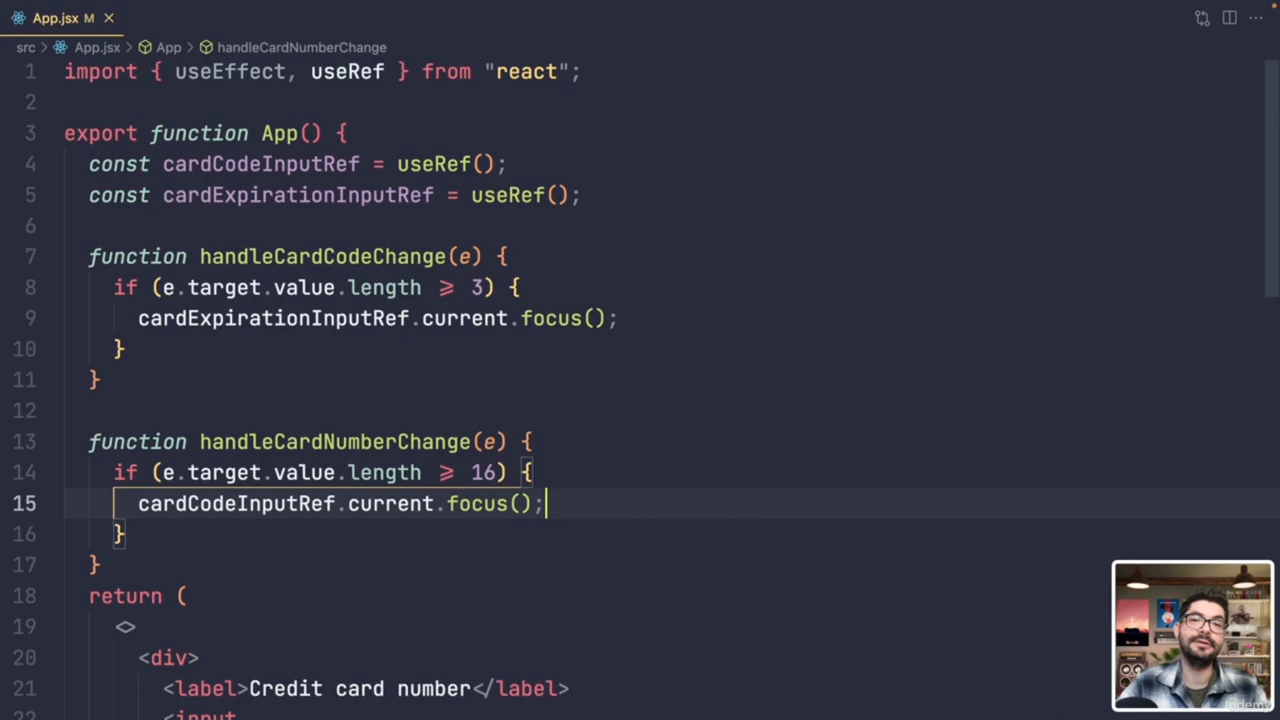 App.jsx M
src > App.jsx > App > handleCardNumberChange
1 import { useEffect, useRef } from "react";
2
3 export function App() {
4 const cardCodeInputRef = useRef();
5 const cardExpirationInputRef = useRef();
6
7 function handleCardCodeChange(e) {
8 if (e.target.value.length >= 3) {
9 cardExpirationInputRef.current.focus();
10 }
11 }
12
13 function handleCardNumberChange(e) {
14 if (e.target.value.length >= 16) {
15 cardCodeInputRef.current.focus();
16 }
17 }
18 return (
19 <>
20 <div>
21 <label>Credit card number</label>
22 <input
udemy